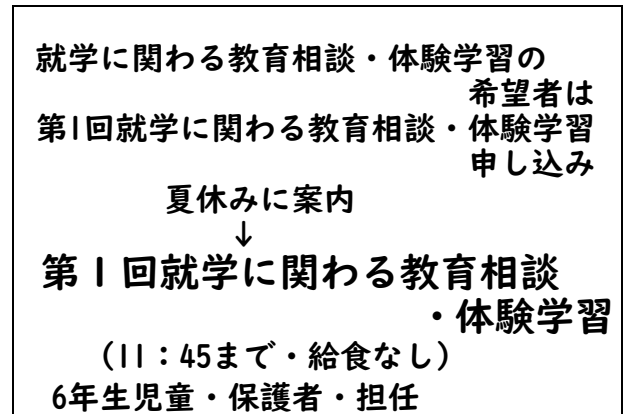 就学に関わる教育相談・体験学習の
希望者は
第1回就学に関わる教育相談・体験学習
申し込み
夏休みに案内
↓
第1回就学に関わる教育相談
・体験学習
（11：45まで・給食なし）
6年生児童・保護者・担任